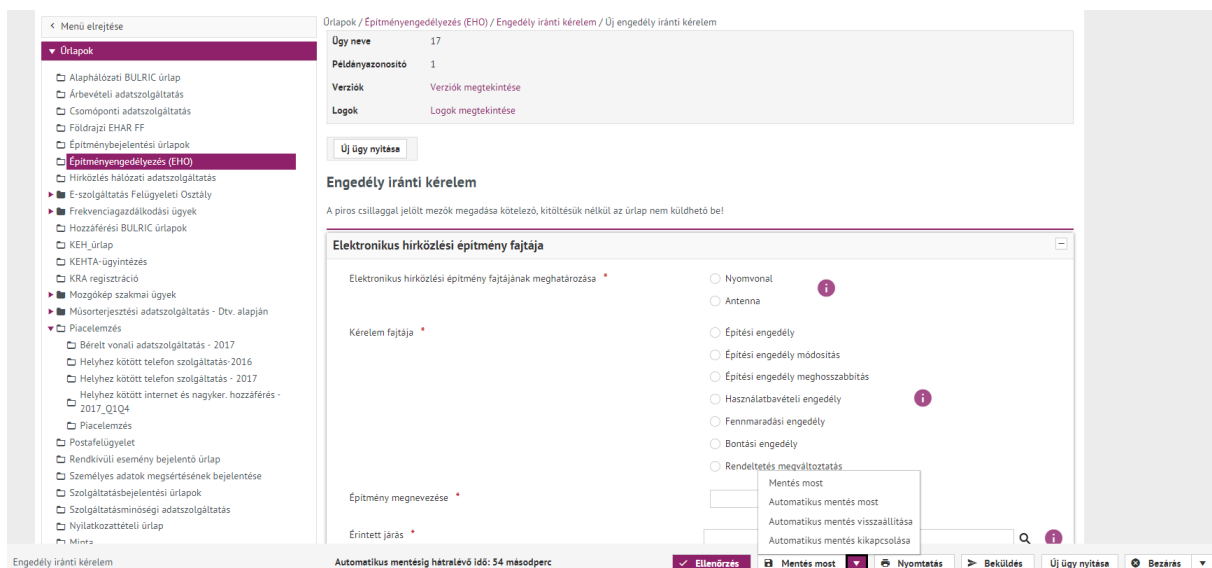 Menü elrejtése
Űrlapok
Alaphálózati BULRIC űrlap
Árbevételi adatszolgáltatás
Csomóponti adatszolgáltatás
Földrajzi EHAR FF
Építménybejelentési űrlapok
Építményengedélyezés (EHO)
Hírközlés hálózati adatszolgáltatás
E-szolgáltatás Felügyeleti Osztály
Frekvenciagazdálkodási ügyek
Hozzáférési BULRIC űrlapok
KEH_űrlap
KEHTA-ügyintézés
KRA regisztráció
Mozgókép szakmai ügyek
Műsorterjesztési adatszolgáltatás - Dtv. alapján
Piacelemzés
Bérelt vonali adatszolgáltatás - 2017
Helyhez kötött telefon szolgáltatás-2016
Helyhez kötött telefon szolgáltatás - 2017
Helyhez kötött internet és nagyker. hozzáférés -
2017_Q1Q4
Piacelemzés
Postafelügyelet
Rendkívüli esemény bejelentő űrlap
Személyes adatok megsértésének bejelentése
Szolgáltatásbejelentési űrlapok
Szolgáltatásminőségi adatszolgáltatás
Nyilatkozattételi űrlap
Minta
Űrlapok / Építményengedélyezés (EHO) / Engedély iránti kérelem / Új engedély iránti kérelem
Ügy neve 17
Példányazonosító 1
Verziók Verziók megtekintése
Logok Logok megtekintése
Új ügy nyitása
Engedély iránti kérelem
A piros csillaggal jelölt mezők megadása kötelező, kitöltésük nélkül az űrlap nem küldhető be!
Elektronikus hírközlési építmény fajtája
Elektronikus hírközlési építmény fajtájának meghatározása * Nyomvonal
Antenna
Kérelem fajtája * Építési engedély
Építési engedély módosítás
Építési engedély meghosszabbítás
Használatbavételi engedély
Fennmaradási engedély
Bontási engedély
Rendeltetés megváltoztatás
Építmény megnevezése *
Érintett járás *
Mentés most
Automatikus mentés most
Automatikus mentés visszaállítása
Automatikus mentés kikapcsolása
Engedély iránti kérelem Automatikus mentésig hátralévő idő: 54 másodperc Ellenőrzés Mentés most Nyomtatás Beküldés Új ügy nyitása Bezárás